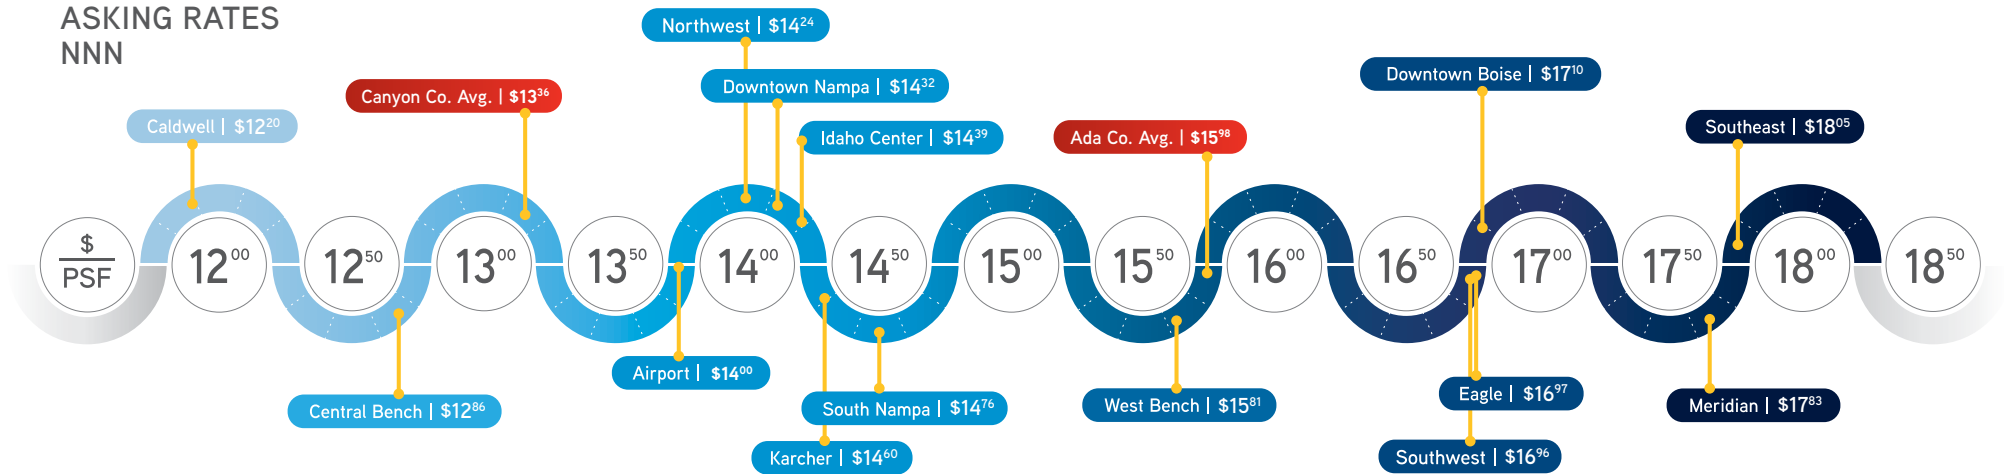 ASKING RATES
NNN
Northwest | $14²⁴
Downtown Nampa | $14³²
Idaho Center | $14³⁹
Canyon Co. Avg. | $13³⁶
Caldwell | $12²⁰
Ada Co. Avg. | $15⁹⁸
Downtown Boise | $17¹⁰
Southeast | $18⁰⁵
$
PSF
12⁰⁰
12⁵⁰
13⁰⁰
13⁵⁰
14⁰⁰
14⁵⁰
15⁰⁰
15⁵⁰
16⁰⁰
16⁵⁰
17⁰⁰
17⁵⁰
18⁰⁰
18⁵⁰
Central Bench | $12⁸⁶
Airport | $14⁰⁰
South Nampa | $14⁷⁶
Karcher | $14⁶⁰
West Bench | $15⁸¹
Eagle | $16⁹⁷
Southwest | $16⁹⁶
Meridian | $17⁸³